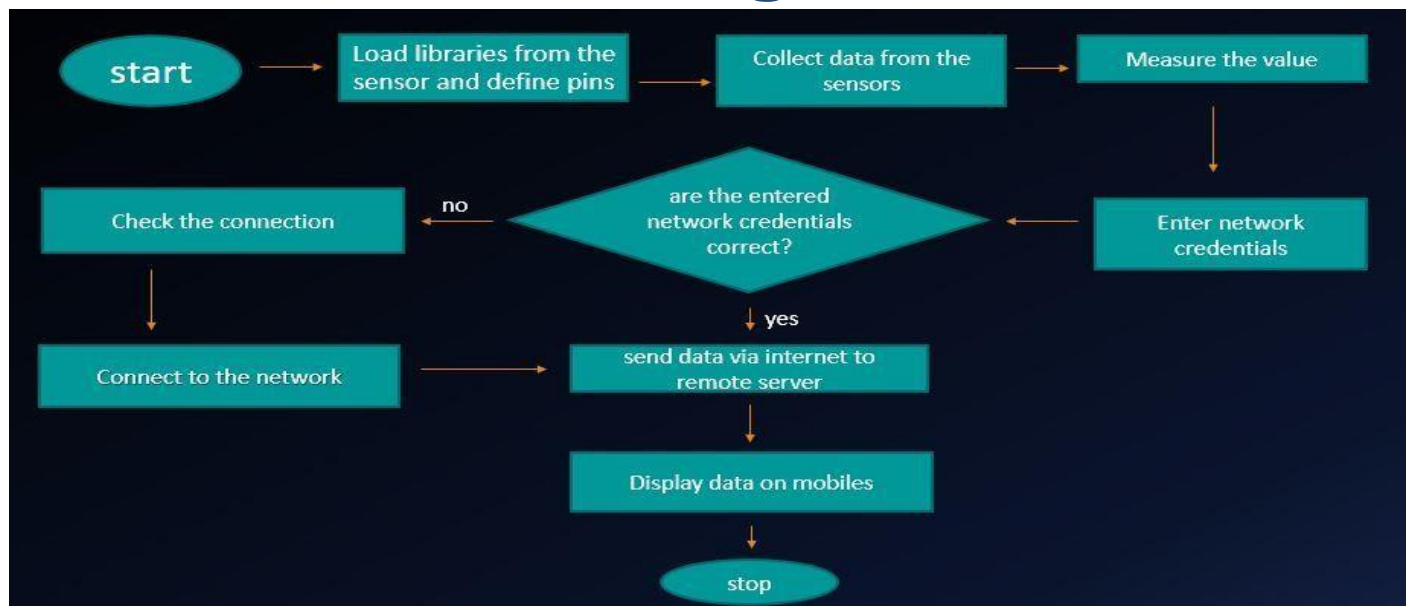 start
Load libraries from the
sensor and define pins
Collect data from the
sensors
Measure the value
Enter network
credentials
are the entered
network credentials
correct?
no
Check the connection
Connect to the network
yes
send data via internet to
remote server
Display data on mobiles
stop